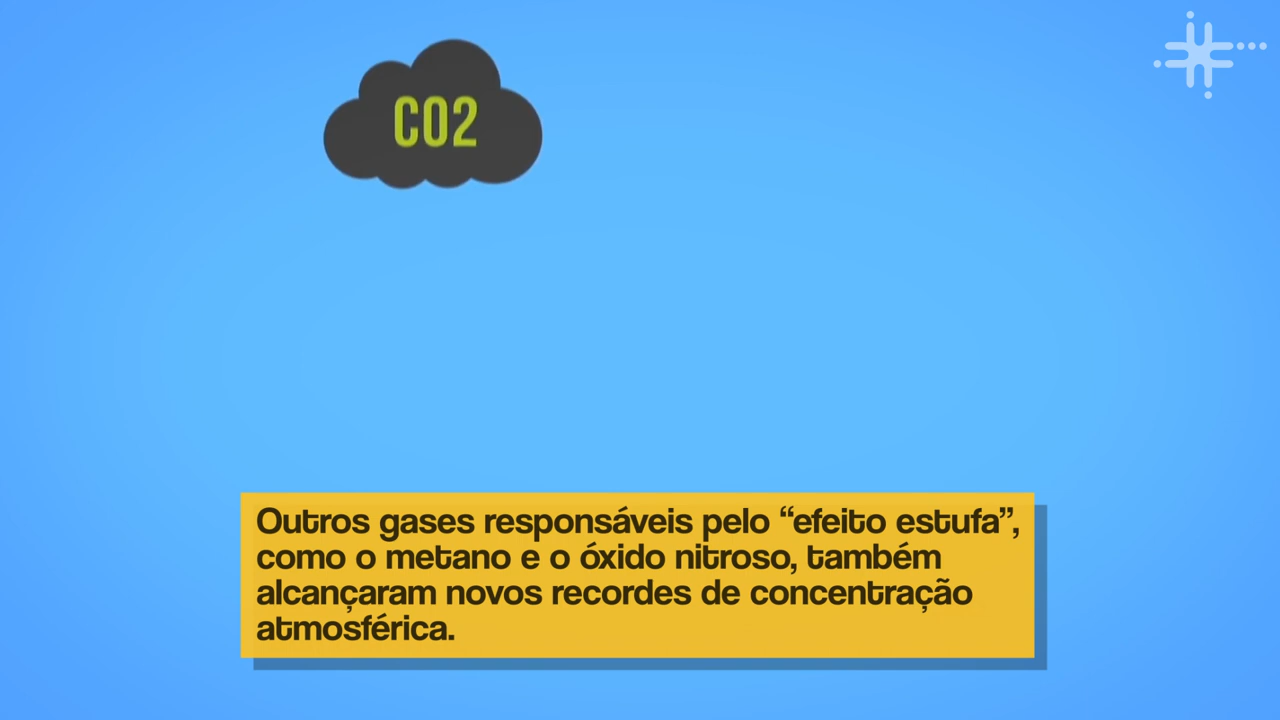 CO2
Outros gases responsáveis pelo “efeito estufa”,
como o metano e o óxido nitroso, também
alcançaram novos recordes de concentração
atmosférica.